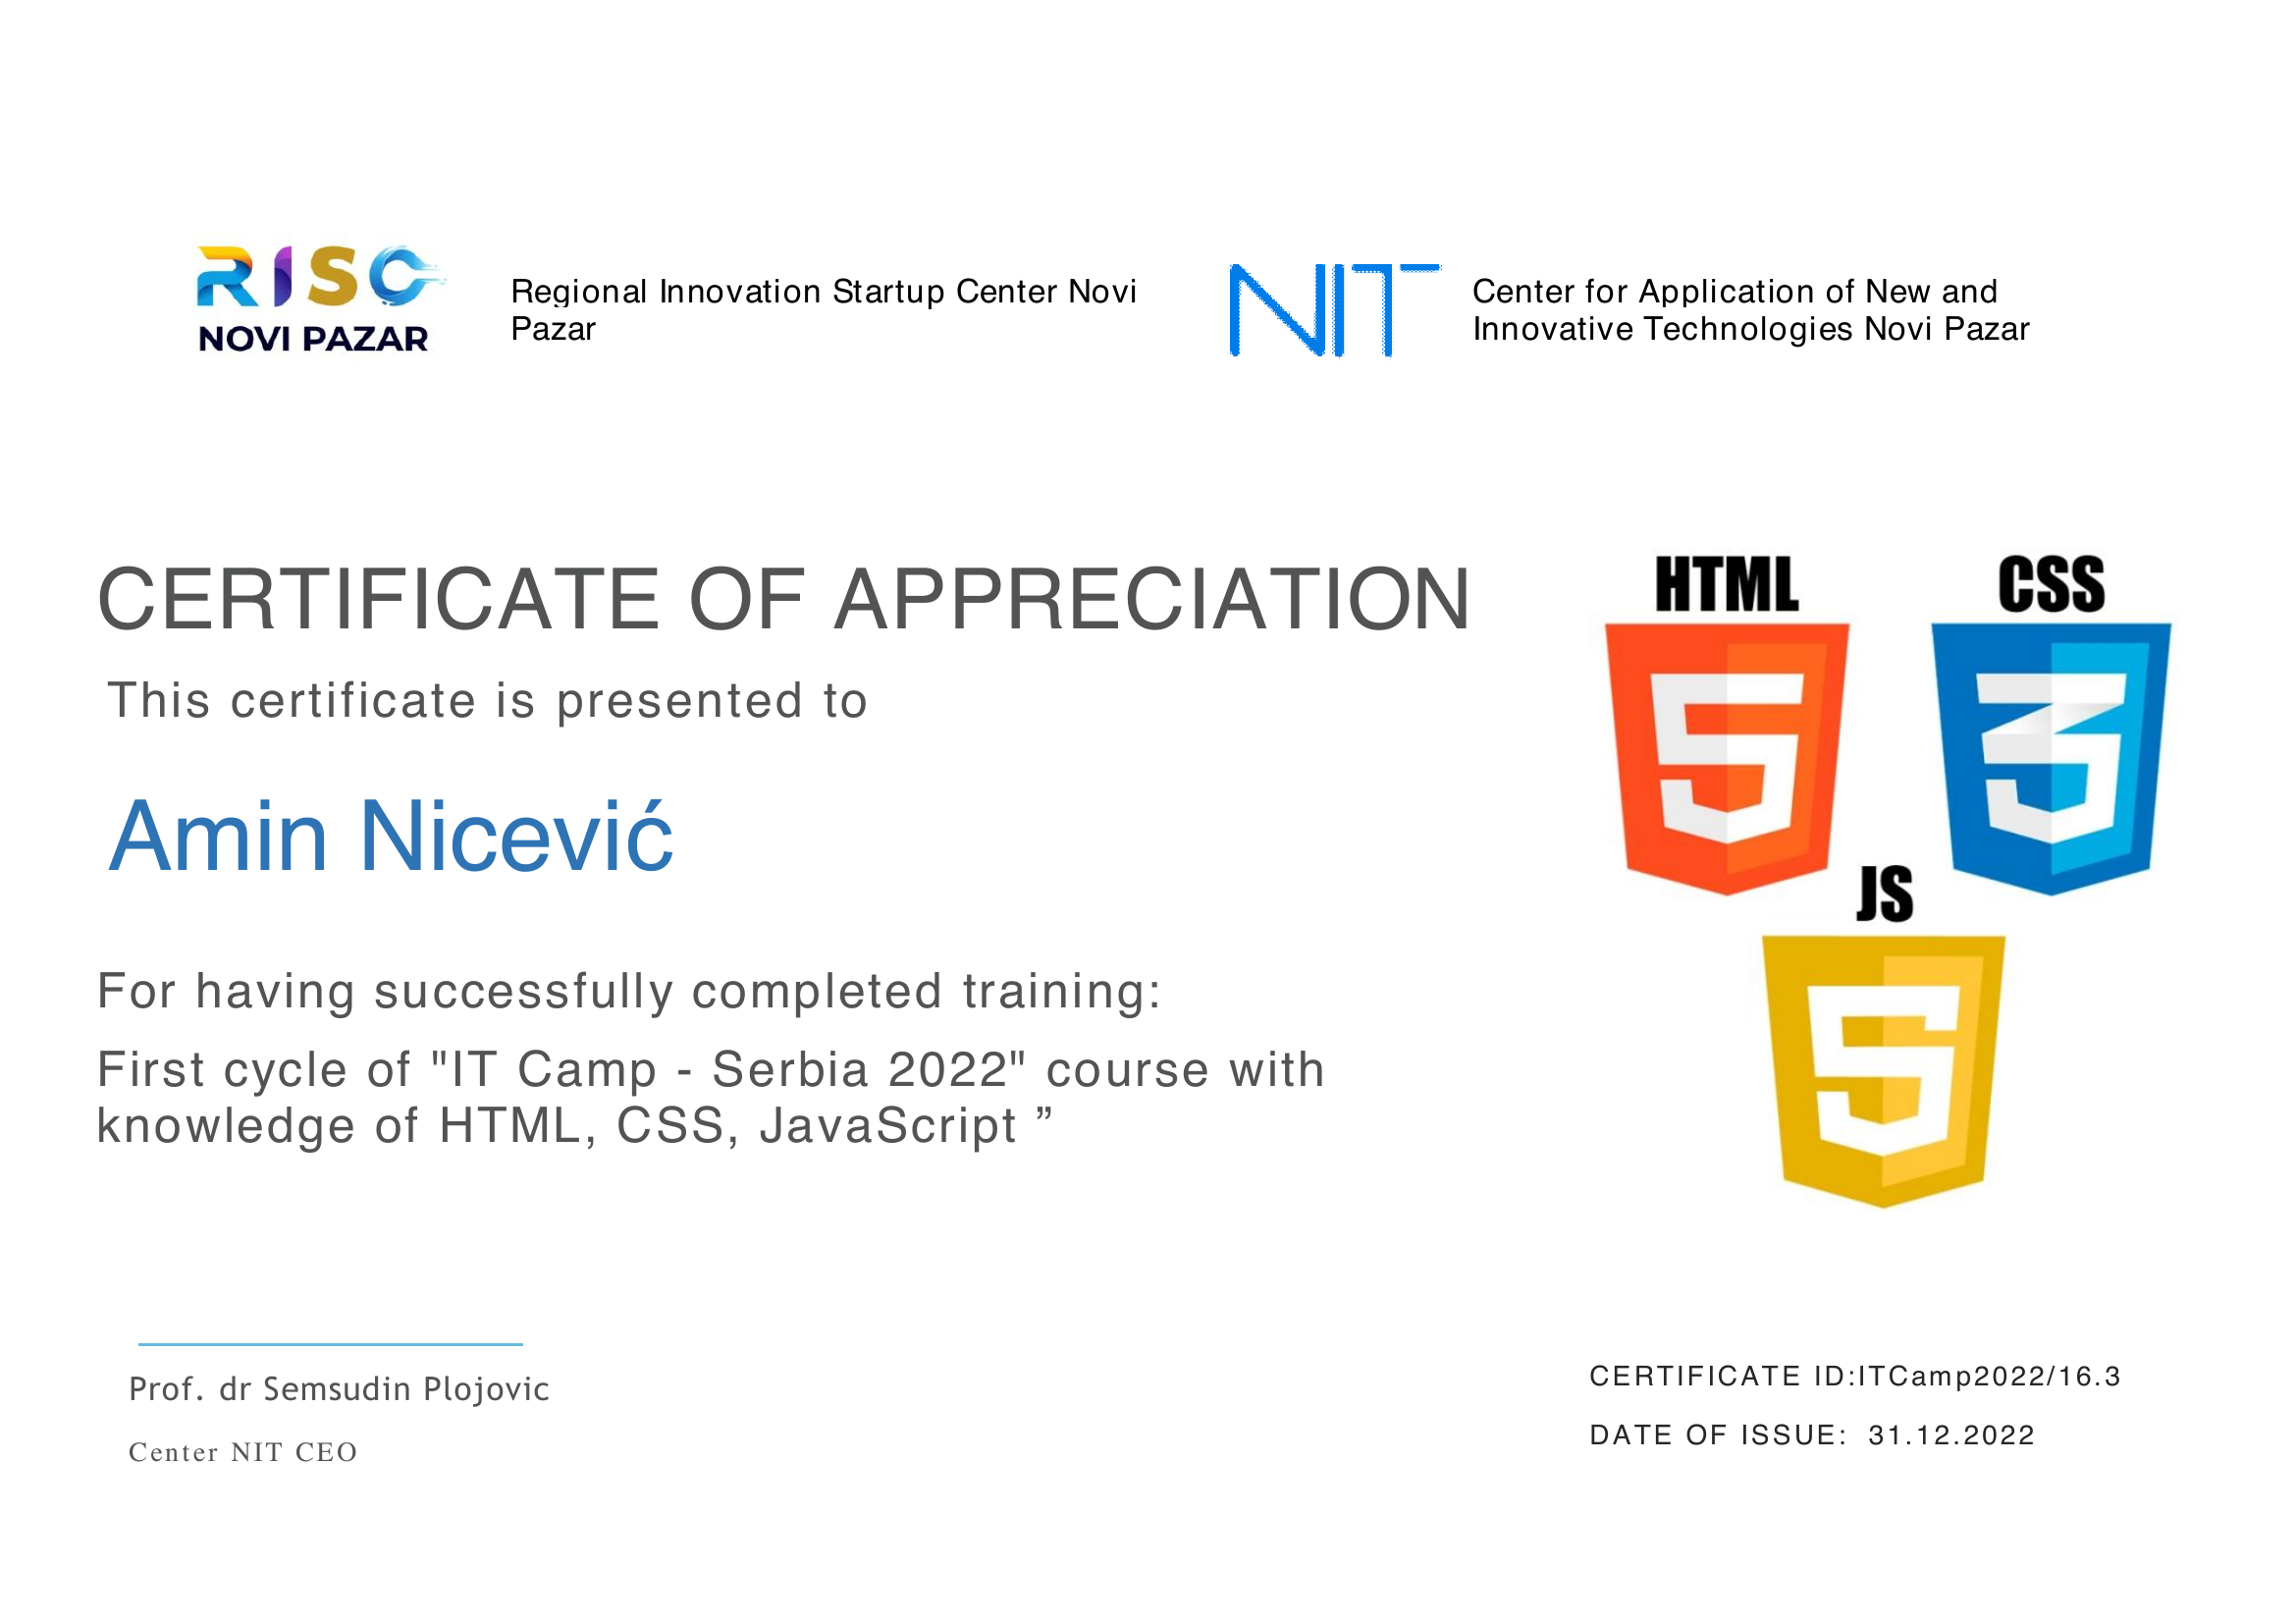 RISC
NOVI PAZAR
Regional Innovation Startup Center Novi
Pazar
NIT
Center for Application of New and
Innovative Technologies Novi Pazar
CERTIFICATE OF APPRECIATION
This certificate is presented to
Amin Nicević
For having successfully completed training:
First cycle of "IT Camp - Serbia 2022" course with
knowledge of HTML, CSS, JavaScript ”
HTML
CSS
5
3
JS
5
Prof. dr Semsudin Plojovic
Center NIT CEO
CERTIFICATE ID:ITCamp2022/16.3
DATE OF ISSUE: 31.12.2022